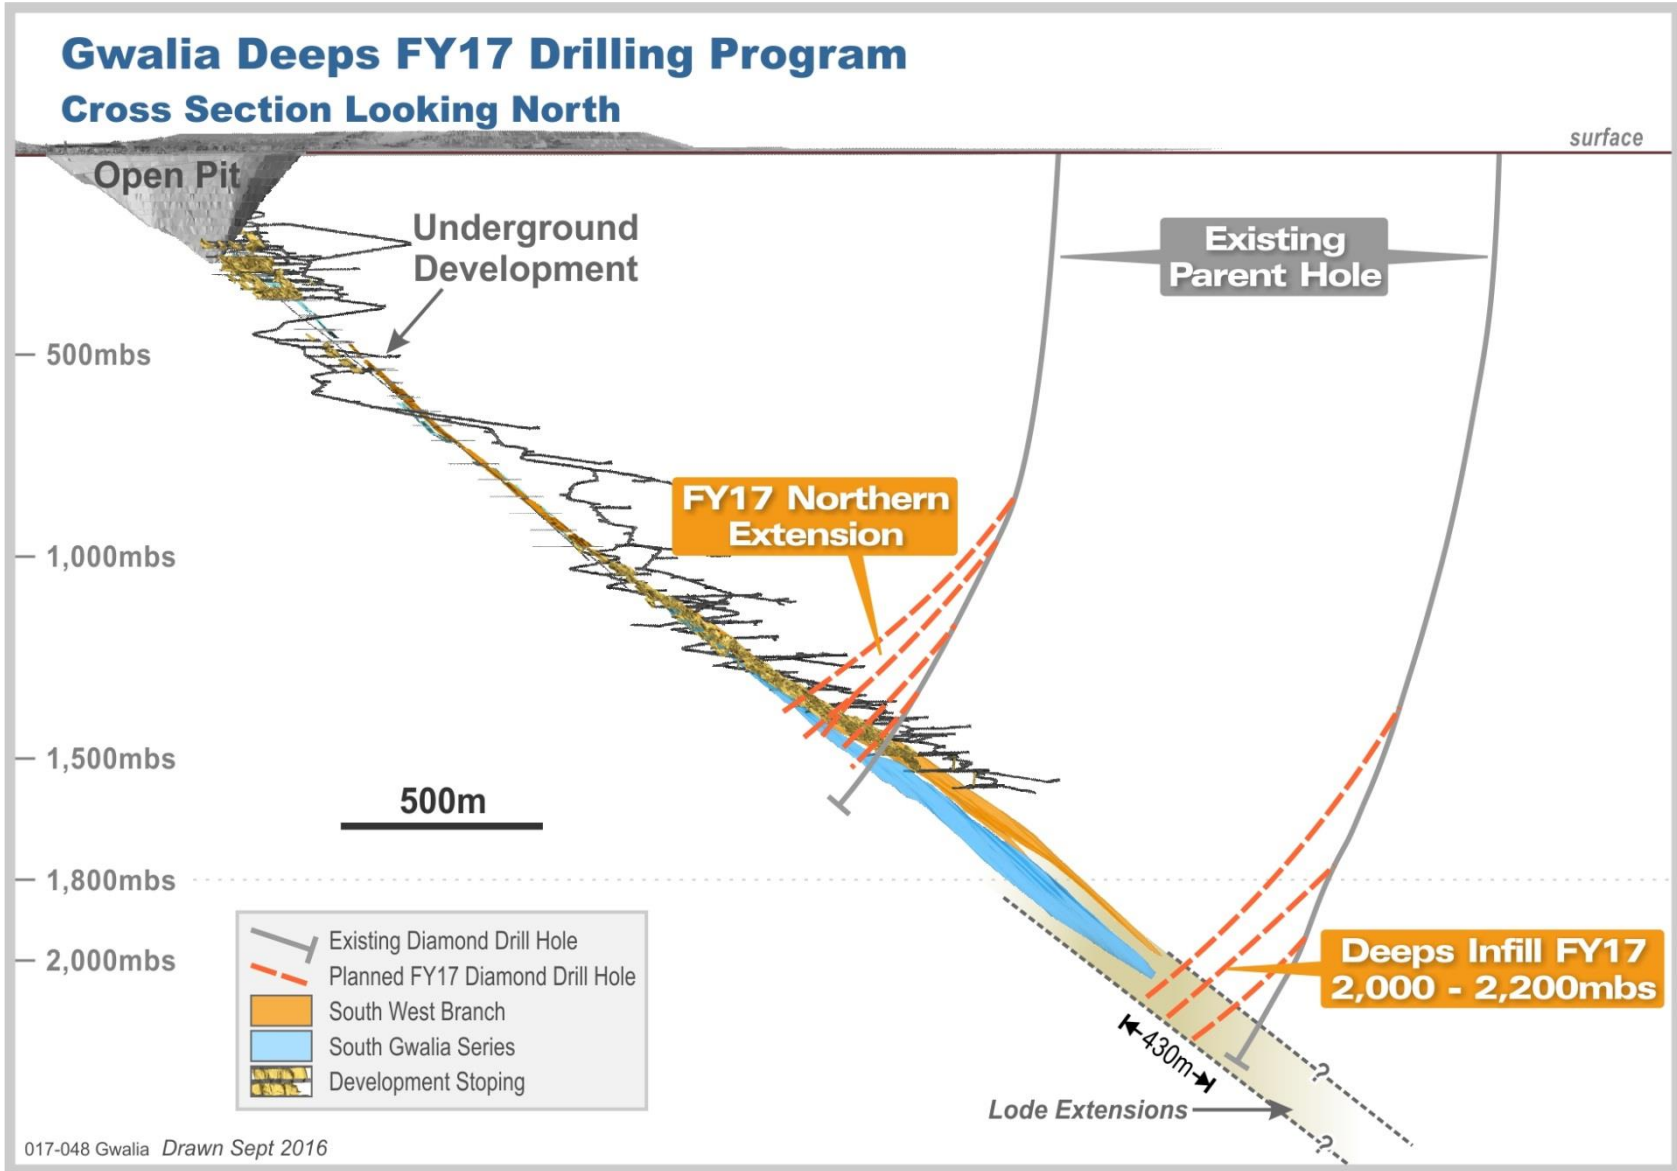 Gwalia Deeps FY17 Drilling Program
Cross Section Looking North
surface
Open Pit
Underground
Development
Existing
Parent Hole
500mbs
FY17 Northern
Extension
1,000mbs
1,500mbs
500m
1,800mbs
Existing Diamond Drill Hole
Planned FY17 Diamond Drill Hole
South West Branch
South Gwalia Series
Development Stoping
2,000mbs
Deeps Infill FY17
2,000 - 2,200mbs
430m
?
Lode Extensions
?
017-048 Gwalia Drawn Sept 2016